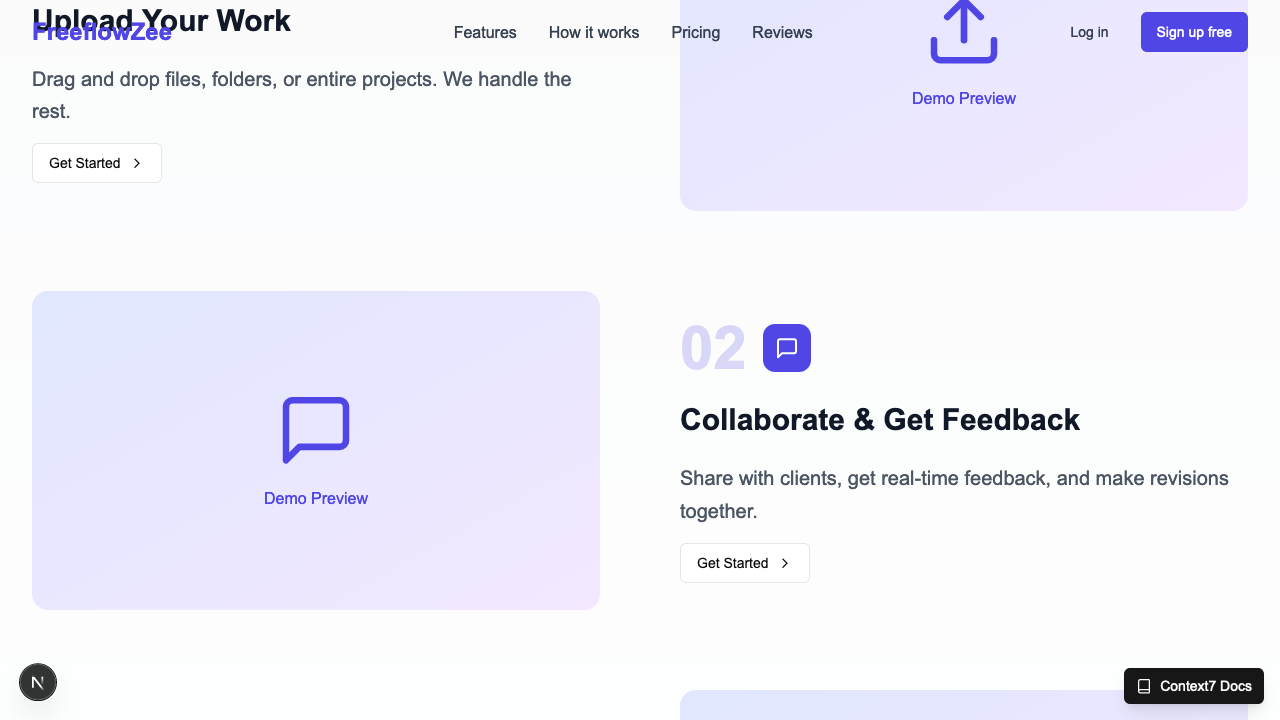 FreeflowZee
Features
How it works
Pricing
Reviews
Log in
Sign up free
Upload Your Work
Drag and drop files, folders, or entire projects. We handle the
rest.
Get Started
Demo Preview
Demo Preview
02
Collaborate & Get Feedback
Share with clients, get real-time feedback, and make revisions
together.
Get Started
N
Context7 Docs